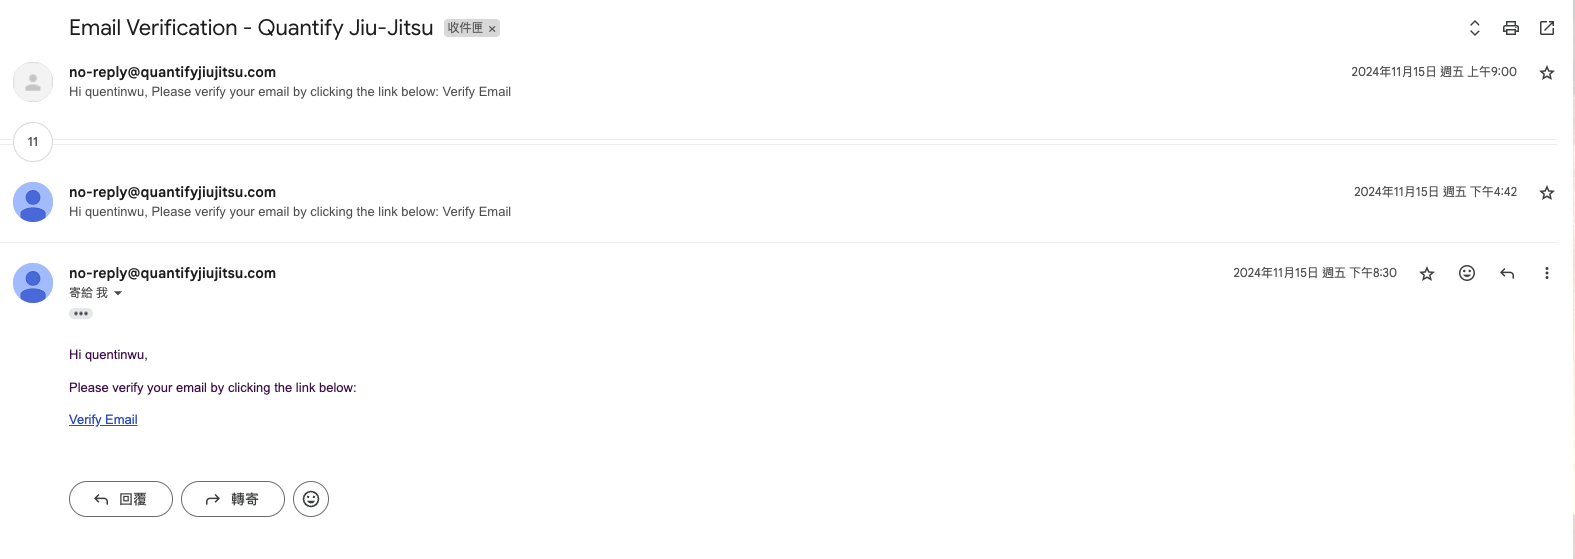 Email Verification - Quantify Jiu-Jitsu 收件匣 ×
no-reply@quantifyjiujitsu.com 2024年11月15日 週五 上午9:00
Hi quentinwu, Please verify your email by clicking the link below: Verify Email
11
no-reply@quantifyjiujitsu.com 2024年11月15日 週五 下午4:42
Hi quentinwu, Please verify your email by clicking the link below: Verify Email
no-reply@quantifyjiujitsu.com 2024年11月15日 週五 下午8:30
寄給 我
Hi quentinwu,
Please verify your email by clicking the link below:
Verify Email
回覆 轉寄